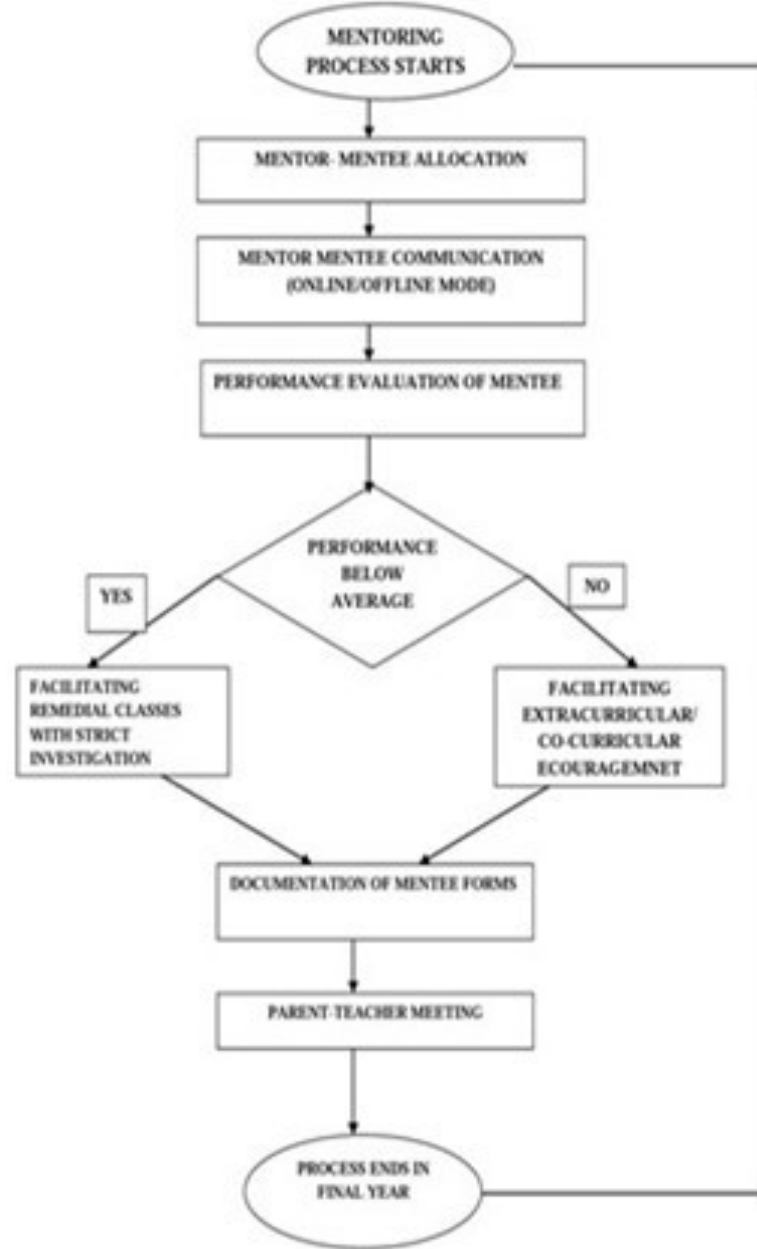 MENTORING
PROCESS STARTS
MENTOR- MENTEE ALLOCATION
MENTOR MENTEE COMMUNICATION
(ONLINE/OFFLINE MODE)
PERFORMANCE EVALUATION OF MENTEE
PERFORMANCE
BELOW
AVERAGE
YES
NO
FACILITATING
REMEDIAL CLASSES
WITH STRICT
INVESTIGATION
FACILITATING
EXTRACURRICULAR/
CO-CURRICULAR
ECOURAGEMNET
DOCUMENTATION OF MENTEE FORMS
PARENT-TEACHER MEETING
PROCESS ENDS IN
FINAL YEAR